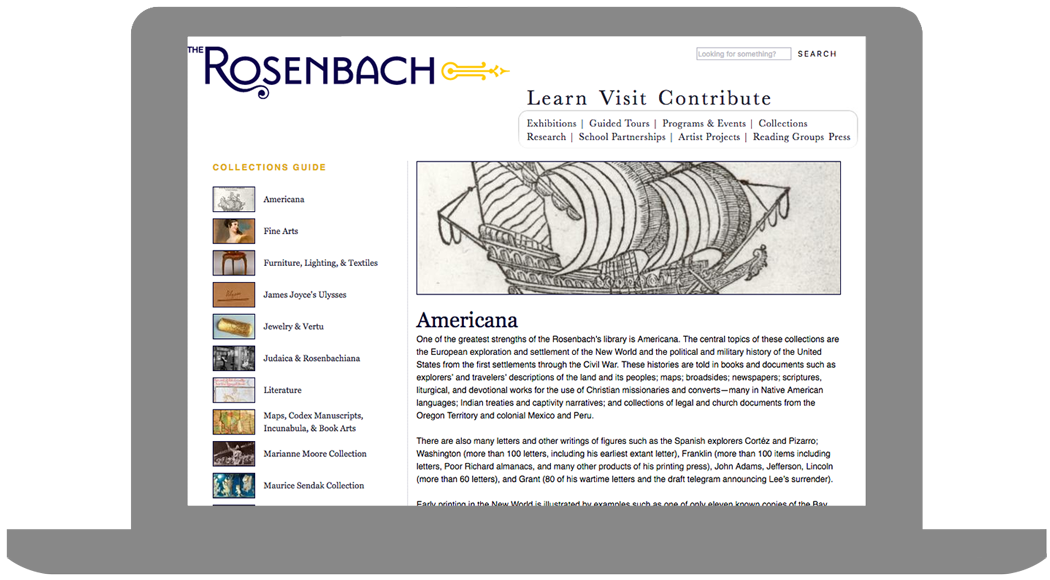 THE ROSENBACH
Looking for something? SEARCH
Learn Visit Contribute
Exhibitions | Guided Tours | Programs & Events | Collections
Research | School Partnerships | Artist Projects | Reading Groups Press
COLLECTIONS GUIDE
Americana
Fine Arts
Furniture, Lighting, & Textiles
James Joyce's Ulysses
Jewelry & Vertu
Judaica & Rosenbachiana
Literature
Maps, Codex Manuscripts,
Incunabula, & Book Arts
Marianne Moore Collection
Maurice Sendak Collection
Americana
One of the greatest strengths of the Rosenbach's library is Americana. The central topics of these collections are
the European exploration and settlement of the New World and the political and military history of the United
States from the first settlements through the Civil War. These histories are told in books and documents such as
explorers' and travelers' descriptions of the land and its peoples; maps; broadsides; newspapers; scriptures,
liturgical, and devotional works for the use of Christian missionaries and converts—many in Native American
languages; Indian treaties and captivity narratives; and collections of legal and church documents from the
Oregon Territory and colonial Mexico and Peru.
There are also many letters and other writings of figures such as the Spanish explorers Cortéz and Pizarro;
Washington (more than 100 letters, including his earliest extant letter), Franklin (more than 100 items including
letters, Poor Richard almanacs, and many other products of his printing press), John Adams, Jefferson, Lincoln
(more than 60 letters), and Grant (80 of his wartime letters and the draft telegram announcing Lee's surrender).
Early printing in the New World is illustrated by examples such as one of only eleven known copies of the Bay